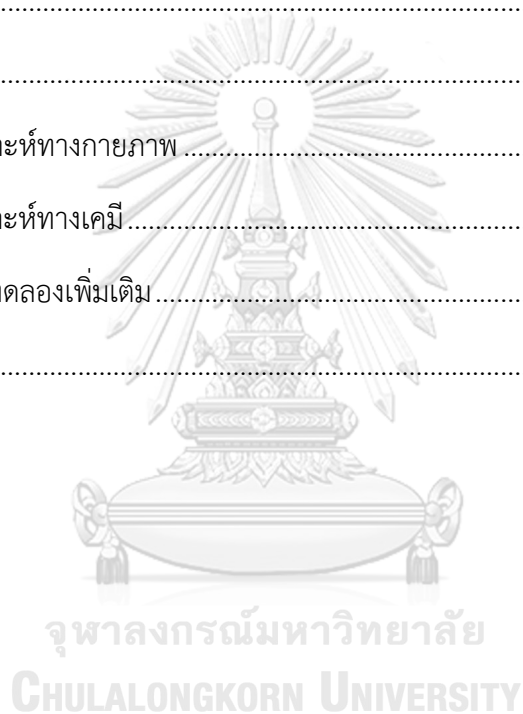 ................................................................
................................................................
ะห์ทางกายภาพ ........................................
ะห์ทางเคมี................................................
ทดลองเพิ่มเติม............................................
................................................................
จุฬาลงกรณ์มหาวิทยาลัย
CHULALONGKORN UNIVERSITY